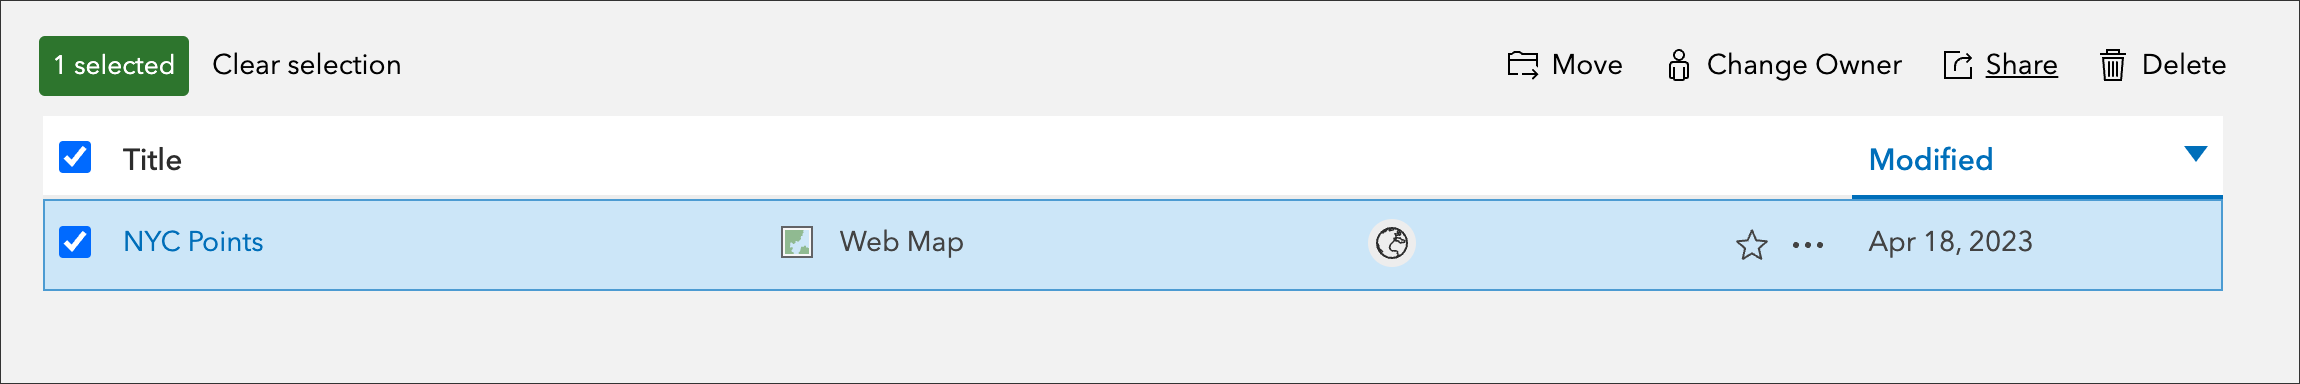 1 selected Clear selection Move Change Owner Share Delete
Title Modified
NYC Points Web Map Apr 18, 2023